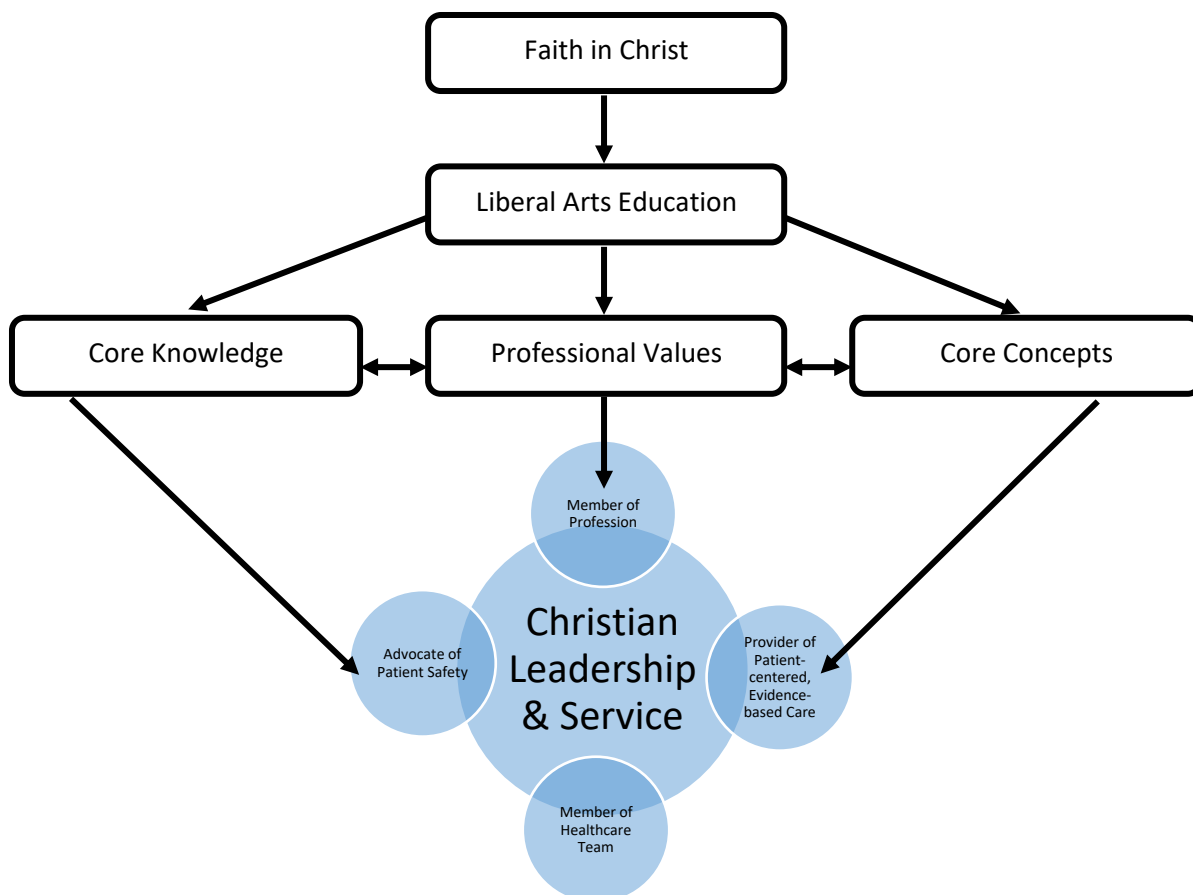 Faith in Christ
Liberal Arts Education
Core Knowledge
Professional Values
Core Concepts
Member of
Profession
Advocate of
Patient Safety
Christian
Leadership
& Service
Provider of
Patient-
centered,
Evidence-
based Care
Member of
Healthcare
Team